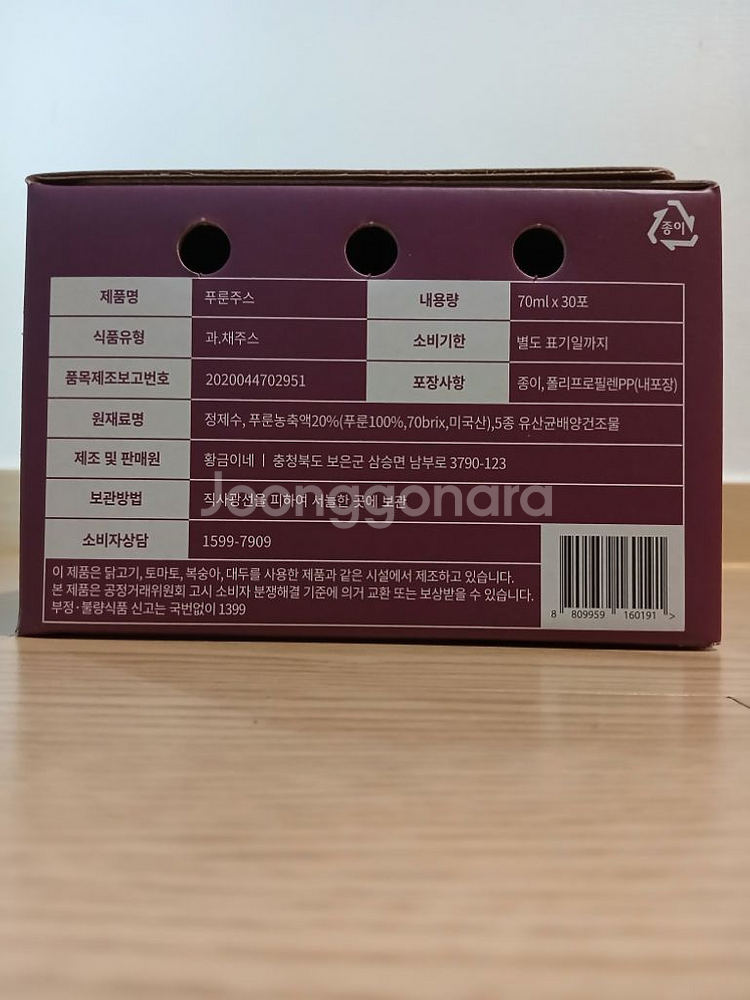 종이
제품명 푸룬주스 내용량 70ml x 30포
식품유형 과.채주스 소비기한 별도 표기일까지
품목제조보고번호 2020044702951 포장사항 종이, 폴리프로필렌PP(내포장)
원재료명 정제수, 푸룬농축액20%(푸룬100%,70brix,미국산),5종 유산균배양건조물
제조 및 판매원 황금이네 ㅣ 충청북도 보은군 삼승면 남부로 3790-123
보관방법 직사광선을 피하여 서늘한 곳에 보관
Joonggonara
소비자상담 1599-7909
이 제품은 닭고기, 토마토, 복숭아, 대두를 사용한 제품과 같은 시설에서 제조하고 있습니다.
본 제품은 공정거래위원회 고시 소비자 분쟁해결 기준에 의거 교환 또는 보상받을 수 있습니다.
부정·불량식품 신고는 국번없이 1399
8 809959 160191 >